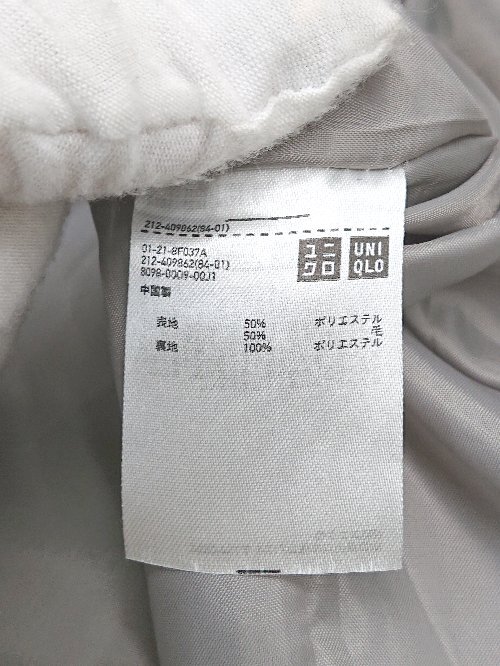 212-409862(84-01)
01-21-8F037A
212-409862(84-01)
8098-0009-00J1
中国製
ユニ
クロ
UNI
QLO
表地 50% ポリエステル
50% 毛
裏地 100% ポリエステル